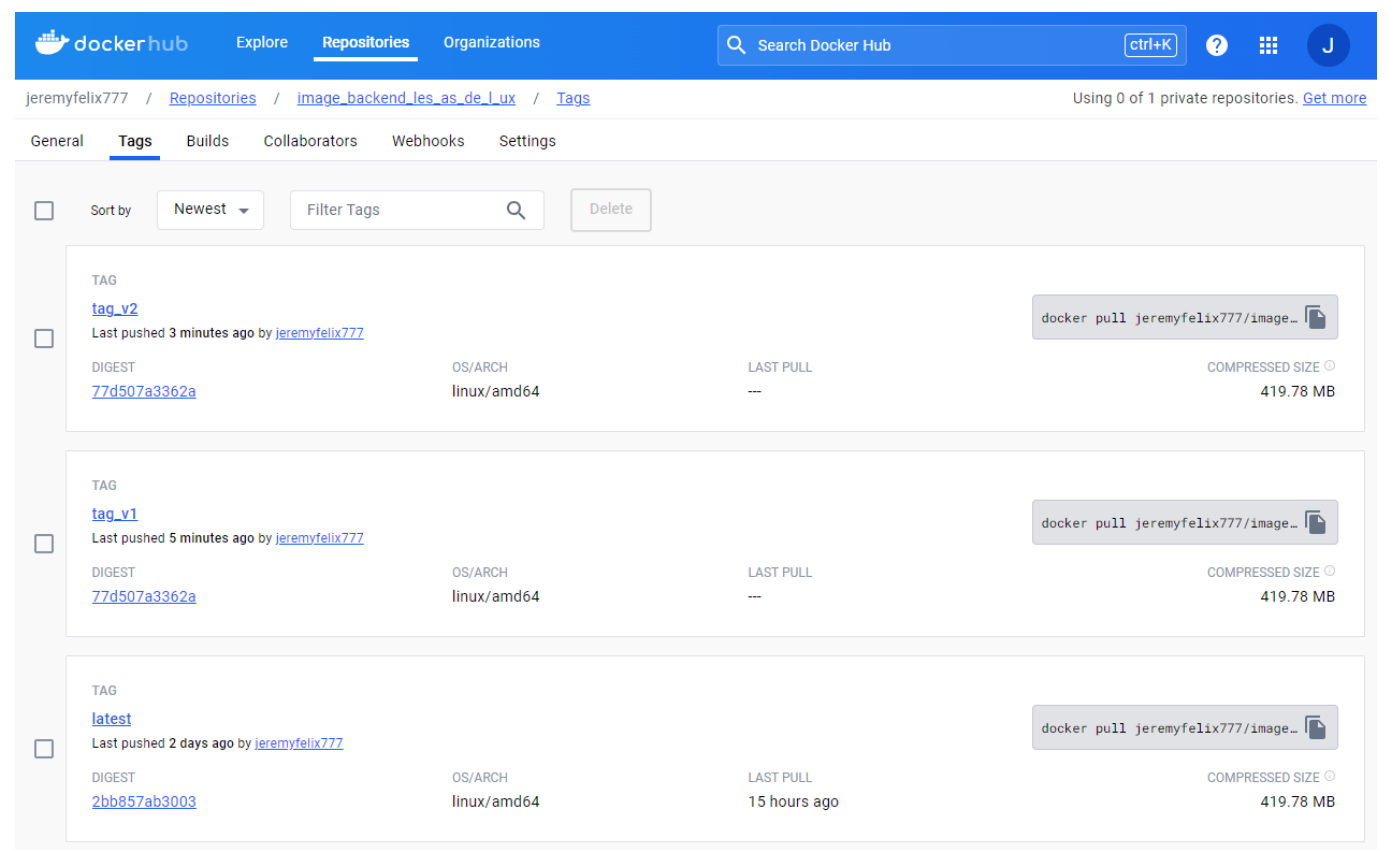 dockerhub Explore Repositories Organizations Search Docker Hub ctrl+K ? J
jeremyfelix777 / Repositories / image_backend_les_as_de_l_ux / Tags Using 0 of 1 private repositories. Get more
General Tags Builds Collaborators Webhooks Settings
Sort by Newest Filter Tags Delete
TAG
tag_v2
Last pushed 3 minutes ago by jeremyfelix777
docker pull jeremyfelix777/image…
DIGEST OS/ARCH LAST PULL COMPRESSED SIZE
77d507a3362a linux/amd64 --- 419.78 MB
TAG
tag_v1
Last pushed 5 minutes ago by jeremyfelix777
docker pull jeremyfelix777/image…
DIGEST OS/ARCH LAST PULL COMPRESSED SIZE
77d507a3362a linux/amd64 --- 419.78 MB
TAG
latest
Last pushed 2 days ago by jeremyfelix777
docker pull jeremyfelix777/image…
DIGEST OS/ARCH LAST PULL COMPRESSED SIZE
2bb857ab3003 linux/amd64 15 hours ago 419.78 MB